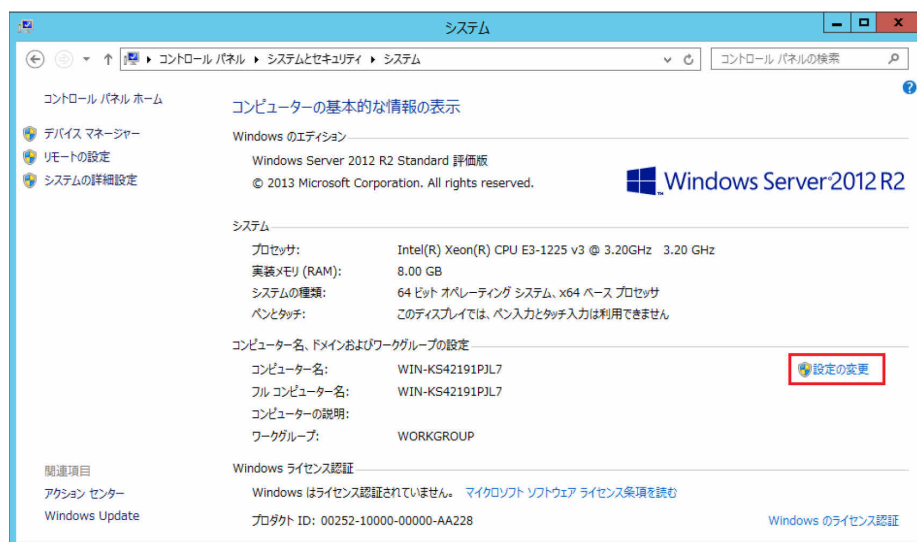 システム
コントロール パネル ▸ システムとセキュリティ ▸ システム
コントロール パネルの検索
コントロール パネル ホーム
デバイス マネージャー
リモートの設定
システムの詳細設定
コンピューターの基本的な情報の表示
Windows のエディション
Windows Server 2012 R2 Standard 評価版
© 2013 Microsoft Corporation. All rights reserved.
Windows Server 2012 R2
システム
プロセッサ: Intel(R) Xeon(R) CPU E3-1225 v3 @ 3.20GHz 3.20 GHz
実装メモリ (RAM): 8.00 GB
システムの種類: 64 ビット オペレーティング システム、x64 ベース プロセッサ
ペンとタッチ: このディスプレイでは、ペン入力とタッチ入力は利用できません
コンピューター名、ドメインおよびワークグループの設定
コンピューター名: WIN-KS42191PJL7
設定の変更
フル コンピューター名: WIN-KS42191PJL7
コンピューターの説明:
ワークグループ: WORKGROUP
Windows ライセンス認証
Windows はライセンス認証されていません。 マイクロソフト ソフトウェア ライセンス条項を読む
プロダクト ID: 00252-10000-00000-AA228
Windows のライセンス認証
関連項目
アクション センター
Windows Update